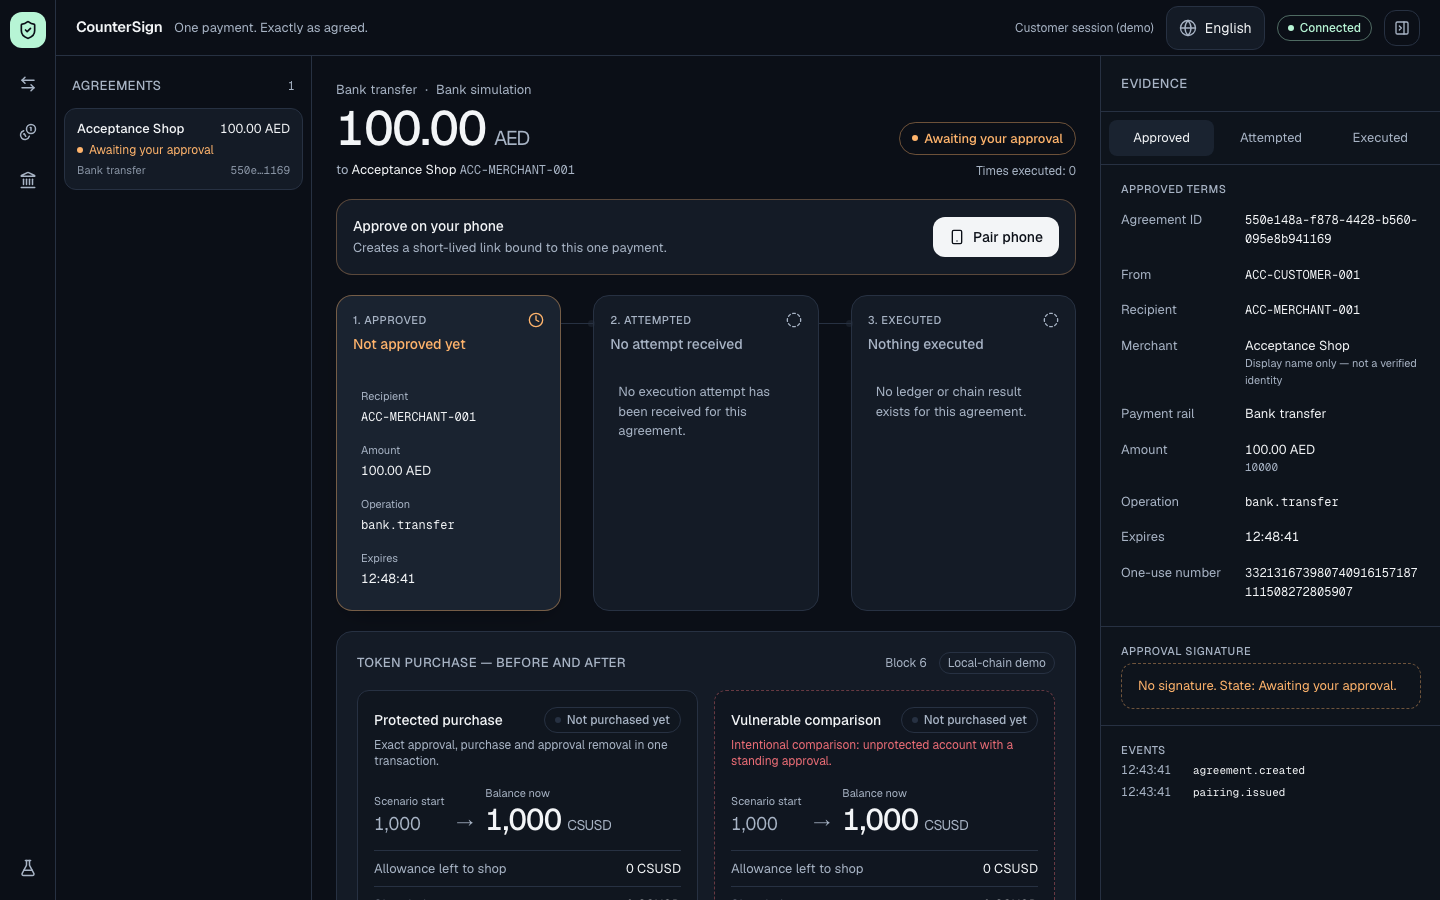 CounterSign One payment. Exactly as agreed.
Customer session (demo) English Connected
AGREEMENTS 1
Acceptance Shop 100.00 AED
Awaiting your approval
Bank transfer 550e…1169
Bank transfer · Bank simulation
100.00 AED
Awaiting your approval
to Acceptance Shop ACC-MERCHANT-001
Times executed: 0
Approve on your phone
Creates a short-lived link bound to this one payment.
Pair phone
1. APPROVED
Not approved yet
Recipient
ACC-MERCHANT-001
Amount
100.00 AED
Operation
bank.transfer
Expires
12:48:41
2. ATTEMPTED
No attempt received
No execution attempt has
been received for this
agreement.
3. EXECUTED
Nothing executed
No ledger or chain result
exists for this agreement.
TOKEN PURCHASE — BEFORE AND AFTER
Block 6 Local-chain demo
Protected purchase Not purchased yet
Exact approval, purchase and approval removal in one
transaction.
Scenario start
1,000
→
Balance now
1,000 CSUSD
Allowance left to shop 0 CSUSD
Vulnerable comparison Not purchased yet
Intentional comparison: unprotected account with a
standing approval.
Scenario start
1,000
→
Balance now
1,000 CSUSD
Allowance left to shop 0 CSUSD
EVIDENCE
Approved Attempted Executed
APPROVED TERMS
Agreement ID 550e148a-f878-4428-b560-
095e8b941169
From ACC-CUSTOMER-001
Recipient ACC-MERCHANT-001
Merchant Acceptance Shop
Display name only — not a verified
identity
Payment rail Bank transfer
Amount 100.00 AED
10000
Operation bank.transfer
Expires 12:48:41
One-use number 332131673980740916157187
111508272805907
APPROVAL SIGNATURE
No signature. State: Awaiting your approval.
EVENTS
12:43:41 agreement.created
12:43:41 pairing.issued